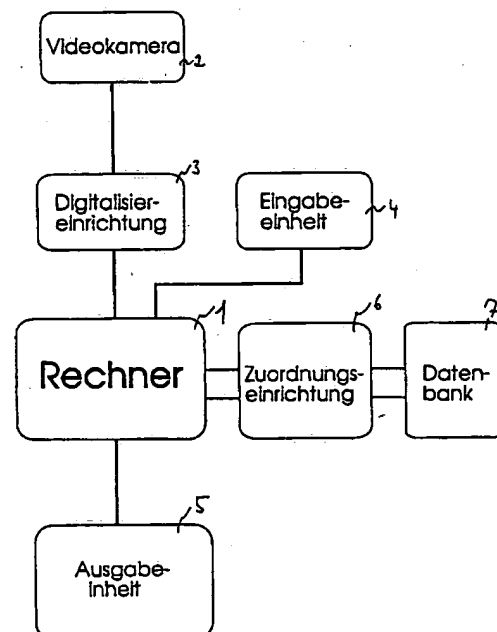 Videokamera
2
3
Digitalisier-
einrichtung
Eingabe-
einheit
4
1
Rechner
6
Zuordnungs-
einrichtung
7
Daten-
bank
5
Ausgabe-
inheit